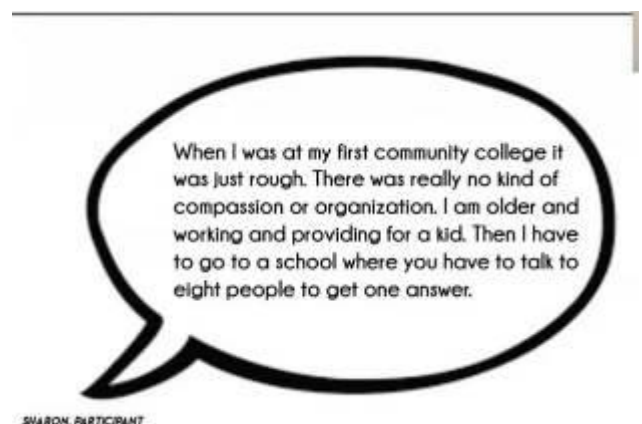 When I was at my first community college it
was just rough. There was really no kind of
compassion or organization. I am older and
working and providing for a kid. Then I have
to go to a school where you have to talk to
eight people to get one answer.
SHARON, PARTICIPANT